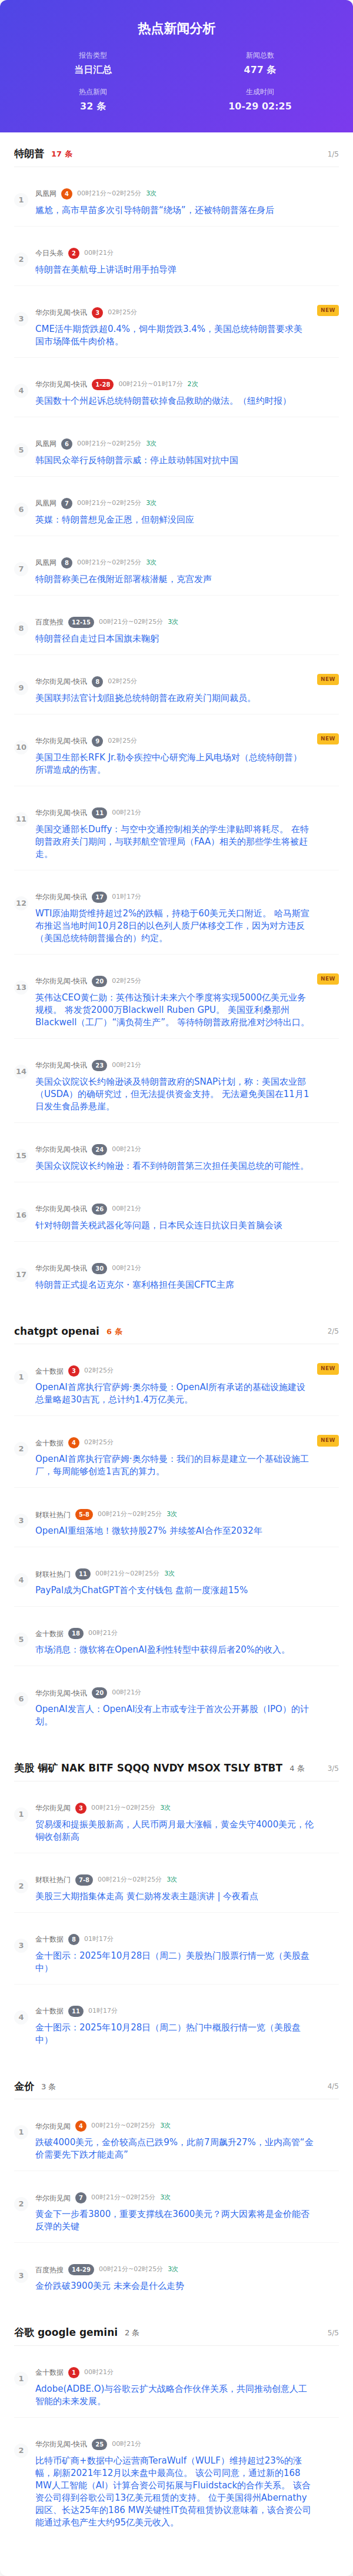 热点新闻分析
报告类型
当日汇总
新闻总数
477 条
热点新闻
32 条
生成时间
10-29 02:25
特朗普 17 条 1/5
1
凤凰网 4 00时21分~02时25分 3次
尴尬，高市早苗多次引导特朗普“绕场”，还被特朗普落在身后
2
今日头条 2 00时21分
特朗普在美航母上讲话时用手拍导弹
3
华尔街见闻-快讯 3 02时25分 NEW
CME活牛期货跌超0.4%，饲牛期货跌3.4%，美国总统特朗普要求美
国市场降低牛肉价格。
4
华尔街见闻-快讯 1-28 00时21分~01时17分 2次
美国数十个州起诉总统特朗普砍掉食品救助的做法。（纽约时报）
5
凤凰网 6 00时21分~02时25分 3次
韩国民众举行反特朗普示威：停止鼓动韩国对抗中国
6
凤凰网 7 00时21分~02时25分 3次
英媒：特朗普想见金正恩，但朝鲜没回应
7
凤凰网 8 00时21分~02时25分 3次
特朗普称美已在俄附近部署核潜艇，克宫发声
8
百度热搜 12-15 00时21分~02时25分 3次
特朗普径自走过日本国旗未鞠躬
9
华尔街见闻-快讯 8 02时25分 NEW
美国联邦法官计划阻挠总统特朗普在政府关门期间裁员。
10
华尔街见闻-快讯 9 02时25分 NEW
美国卫生部长RFK Jr.勒令疾控中心研究海上风电场对（总统特朗普）
所谓造成的伤害。
11
华尔街见闻-快讯 11 00时21分
美国交通部长Duffy：与空中交通控制相关的学生津贴即将耗尽。 在特
朗普政府关门期间，与联邦航空管理局（FAA）相关的那些学生将被赶
走。
12
华尔街见闻-快讯 17 01时17分
WTI原油期货维持超过2%的跌幅，持稳于60美元关口附近。 哈马斯宣
布推迟当地时间10月28日的以色列人质尸体移交工作，因为对方违反
（美国总统特朗普撮合的）约定。
13
华尔街见闻-快讯 20 02时25分 NEW
英伟达CEO黄仁勋：英伟达预计未来六个季度将实现5000亿美元业务
规模。 将发货2000万Blackwell Ruben GPU。 美国亚利桑那州
Blackwell（工厂）“满负荷生产”。 等待特朗普政府批准对沙特出口。
14
华尔街见闻-快讯 23 00时21分
美国众议院议长约翰逊谈及特朗普政府的SNAP计划，称：美国农业部
（USDA）的确研究过，但无法提供资金支持。 无法避免美国在11月1
日发生食品券悬崖。
15
华尔街见闻-快讯 24 00时21分
美国众议院议长约翰逊：看不到特朗普第三次担任美国总统的可能性。
16
华尔街见闻-快讯 26 00时21分
针对特朗普关税武器化等问题，日本民众连日抗议日美首脑会谈
17
华尔街见闻-快讯 30 00时21分
特朗普正式提名迈克尔·塞利格担任美国CFTC主席
chatgpt openai 6 条 2/5
1
金十数据 3 02时25分 NEW
OpenAI首席执行官萨姆·奥尔特曼：OpenAI所有承诺的基础设施建设
总量略超30吉瓦，总计约1.4万亿美元。
2
金十数据 4 02时25分 NEW
OpenAI首席执行官萨姆·奥尔特曼：我们的目标是建立一个基础设施工
厂，每周能够创造1吉瓦的算力。
3
财联社热门 5-8 00时21分~02时25分 3次
OpenAI重组落地！微软持股27% 并续签AI合作至2032年
4
财联社热门 11 00时21分~02时25分 3次
PayPal成为ChatGPT首个支付钱包 盘前一度涨超15%
5
金十数据 18 00时21分
市场消息：微软将在OpenAI盈利性转型中获得后者20%的收入。
6
华尔街见闻-快讯 20 00时21分
OpenAI发言人：OpenAI没有上市或专注于首次公开募股（IPO）的计
划。
美股 铜矿 NAK BITF SQQQ NVDY MSOX TSLY BTBT 4 条 3/5
1
华尔街见闻 3 00时21分~02时25分 3次
贸易缓和提振美股新高，人民币两月最大涨幅，黄金失守4000美元，伦
铜收创新高
2
财联社热门 7-8 00时21分~02时25分 3次
美股三大期指集体走高 黄仁勋将发表主题演讲 | 今夜看点
3
金十数据 8 01时17分
金十图示：2025年10月28日（周二）美股热门股票行情一览（美股盘
中）
4
金十数据 11 01时17分
金十图示：2025年10月28日（周二）热门中概股行情一览（美股盘
中）
金价 3 条 4/5
1
华尔街见闻 4 00时21分~02时25分 3次
跌破4000美元，金价较高点已跌9%，此前7周飙升27%，业内高管“金
价需要先下跌才能走高”
2
华尔街见闻 7 00时21分~02时25分 3次
黄金下一步看3800，重要支撑线在3600美元？两大因素将是金价能否
反弹的关键
3
百度热搜 14-29 00时21分~02时25分 3次
金价跌破3900美元 未来会是什么走势
谷歌 google gemini 2 条 5/5
1
金十数据 1 00时21分
Adobe(ADBE.O)与谷歌云扩大战略合作伙伴关系，共同推动创意人工
智能的未来发展。
2
华尔街见闻-快讯 25 00时21分
比特币矿商+数据中心运营商TeraWulf（WULF）维持超过23%的涨
幅，刷新2021年12月以来盘中最高位。 该公司同意，通过新的168
MW人工智能（AI）计算合资公司拓展与Fluidstack的合作关系。 该合
资公司得到谷歌公司13亿美元租赁的支持。位于美国得州Abernathy
园区、长达25年的186 MW关键性IT负荷租赁协议意味着，该合资公司
能通过承包产生大约95亿美元收入。